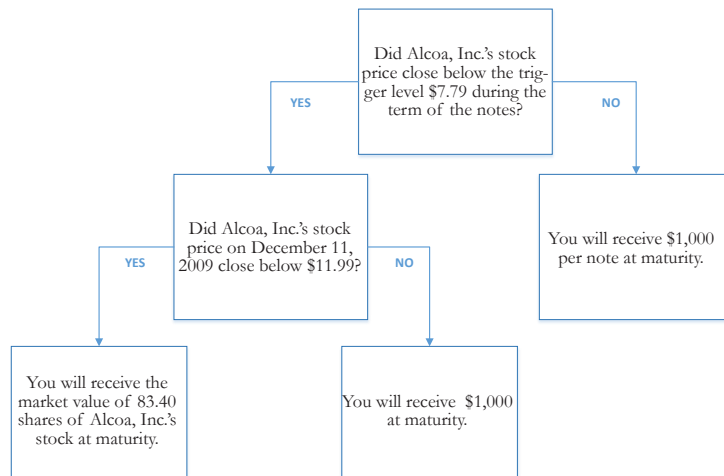 Did Alcoa, Inc.'s stock
price close below the trig-
ger level $7.79 during the
term of the notes?
YES
NO
Did Alcoa, Inc.'s stock
price on December 11,
2009 close below $11.99?
You will receive $1,000
per note at maturity.
YES
NO
You will receive the
market value of 83.40
shares of Alcoa, Inc.'s
stock at maturity.
You will receive $1,000
at maturity.